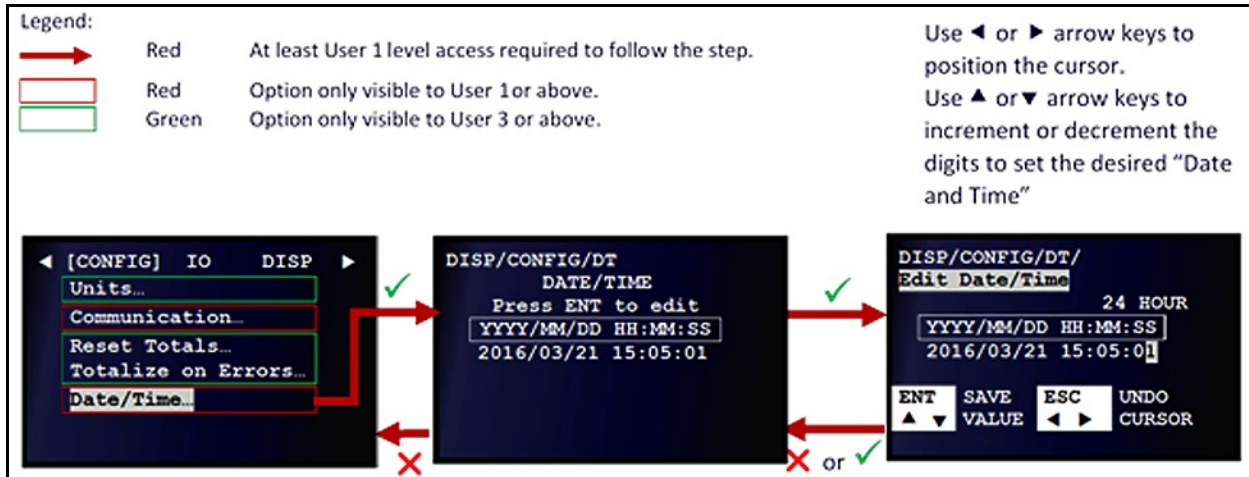 Legend:
Red At least User 1 level access required to follow the step.
Red Option only visible to User 1 or above.
Green Option only visible to User 3 or above.
Use ◄ or ► arrow keys to
position the cursor.
Use ▲ or ▼ arrow keys to
increment or decrement the
digits to set the desired “Date
and Time”
◄ [CONFIG] IO DISP ►
Units…
Communication…
Reset Totals…
Totalize on Errors…
Date/Time…
DISP/CONFIG/DT
DATE/TIME
Press ENT to edit
YYYY/MM/DD HH:MM:SS
2016/03/21 15:05:01
DISP/CONFIG/DT/
Edit Date/Time
24 HOUR
YYYY/MM/DD HH:MM:SS
2016/03/21 15:05:01
ENT SAVE ESC UNDO
▲ ▼ VALUE ◄ ► CURSOR
or